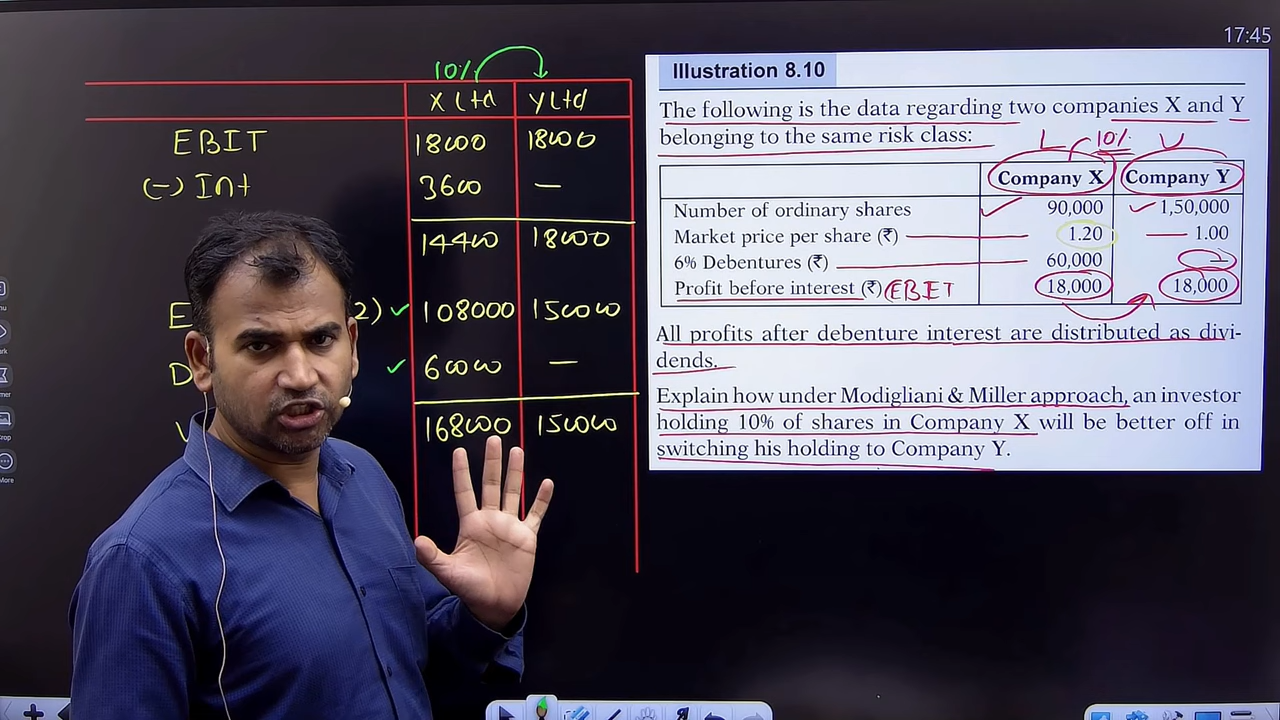 17:45
10%
X Ltd Y Ltd
EBIT 18000 18000
(-) Int 3600 —
14400 18000
E 2) ✓ 108000 150000
D ✓ 60000 —
168000 150000
Illustration 8.10
The following is the data regarding two companies X and Y
belonging to the same risk class:
L 10% U
Company X Company Y
Number of ordinary shares 90,000 1,50,000
Market price per share (₹) 1.20 1.00
6% Debentures (₹) 60,000 —
Profit before interest (₹) EBIT 18,000 18,000
All profits after debenture interest are distributed as divi-
dends.
Explain how under Modigliani & Miller approach, an investor
holding 10% of shares in Company X will be better off in
switching his holding to Company Y.